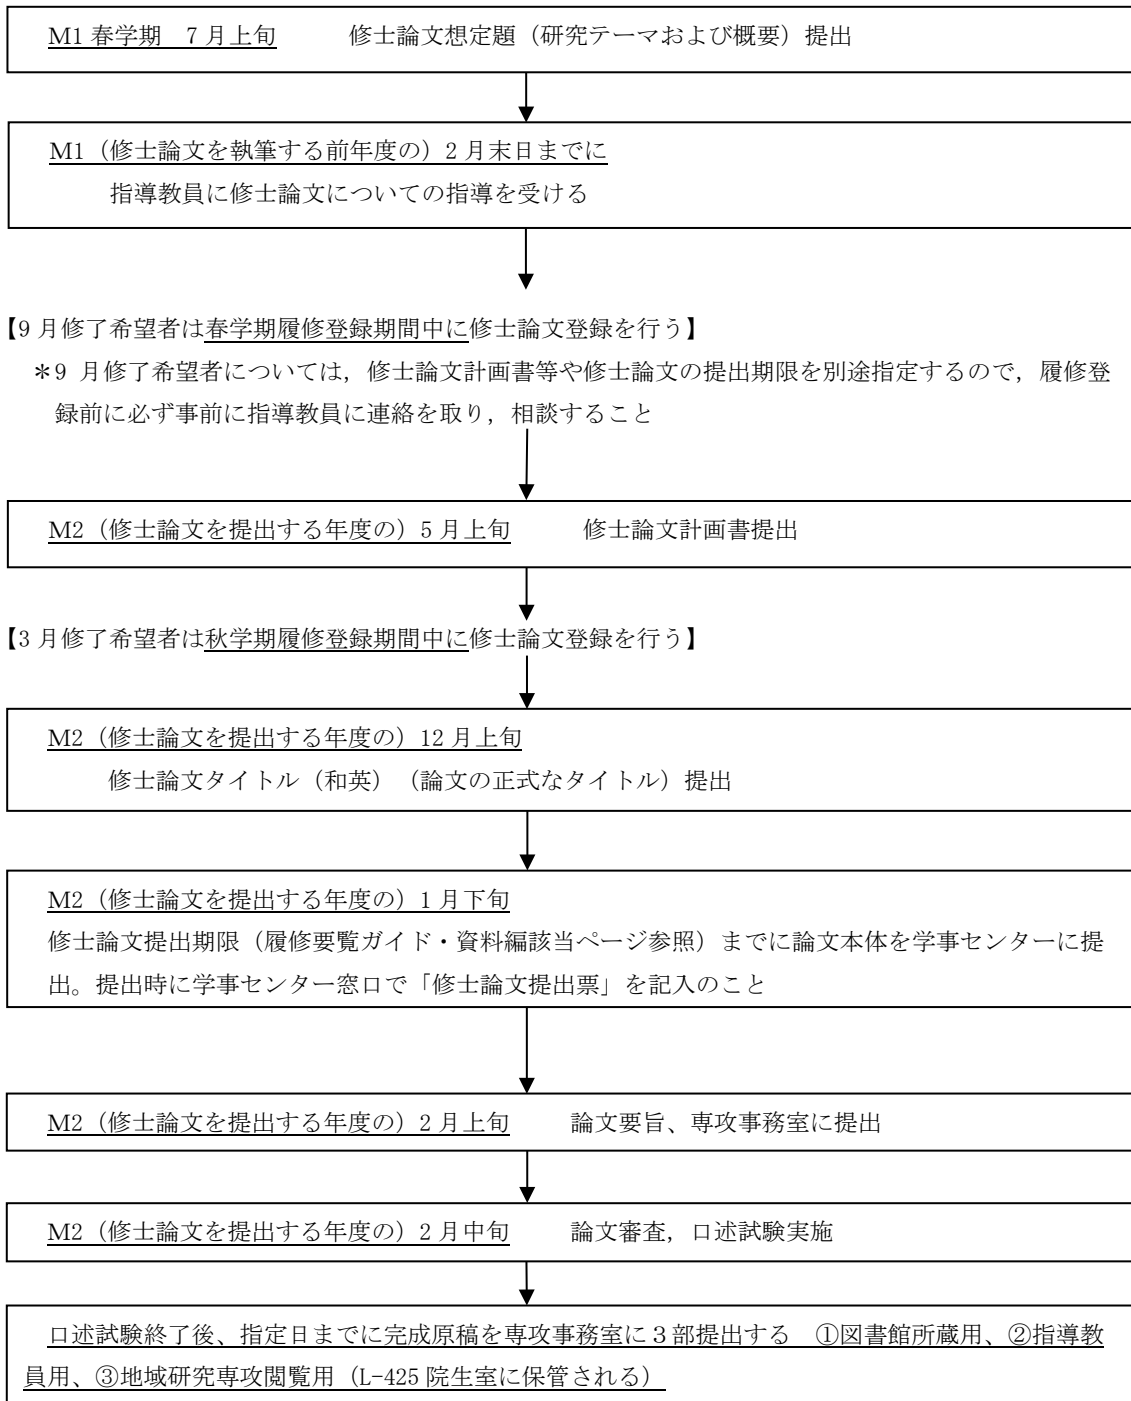 M1 春学期　7 月上旬　　　修士論文想定題（研究テーマおよび概要）提出
M1（修士論文を執筆する前年度の）2 月末日までに
指導教員に修士論文についての指導を受ける
【9 月修了希望者は春学期履修登録期間中に修士論文登録を行う】
＊9 月修了希望者については，修士論文計画書等や修士論文の提出期限を別途指定するので，履修登
録前に必ず事前に指導教員に連絡を取り，相談すること
M2（修士論文を提出する年度の）5 月上旬　　　修士論文計画書提出
【3 月修了希望者は秋学期履修登録期間中に修士論文登録を行う】
M2（修士論文を提出する年度の）12 月上旬
修士論文タイトル（和英）（論文の正式なタイトル）提出
M2（修士論文を提出する年度の）1 月下旬
修士論文提出期限（履修要覧ガイド・資料編該当ページ参照）までに論文本体を学事センターに提
出。提出時に学事センター窓口で「修士論文提出票」を記入のこと
M2（修士論文を提出する年度の）2 月上旬　　　論文要旨、専攻事務室に提出
M2（修士論文を提出する年度の）2 月中旬　　　論文審査，口述試験実施
口述試験終了後、指定日までに完成原稿を専攻事務室に３部提出する　①図書館所蔵用、②指導教
員用、③地域研究専攻閲覧用（L-425 院生室に保管される）